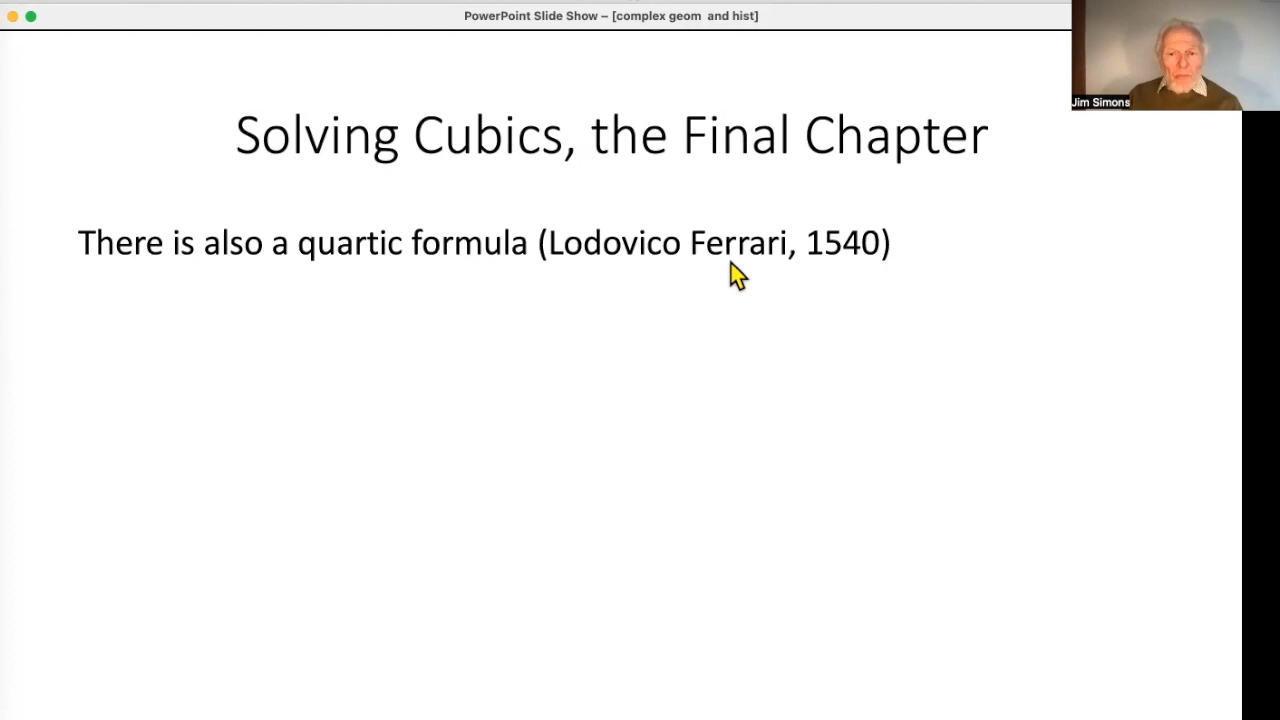 PowerPoint Slide Show – [complex geom  and hist]
Jim Simons
Solving Cubics, the Final Chapter
There is also a quartic formula (Lodovico Ferrari, 1540)